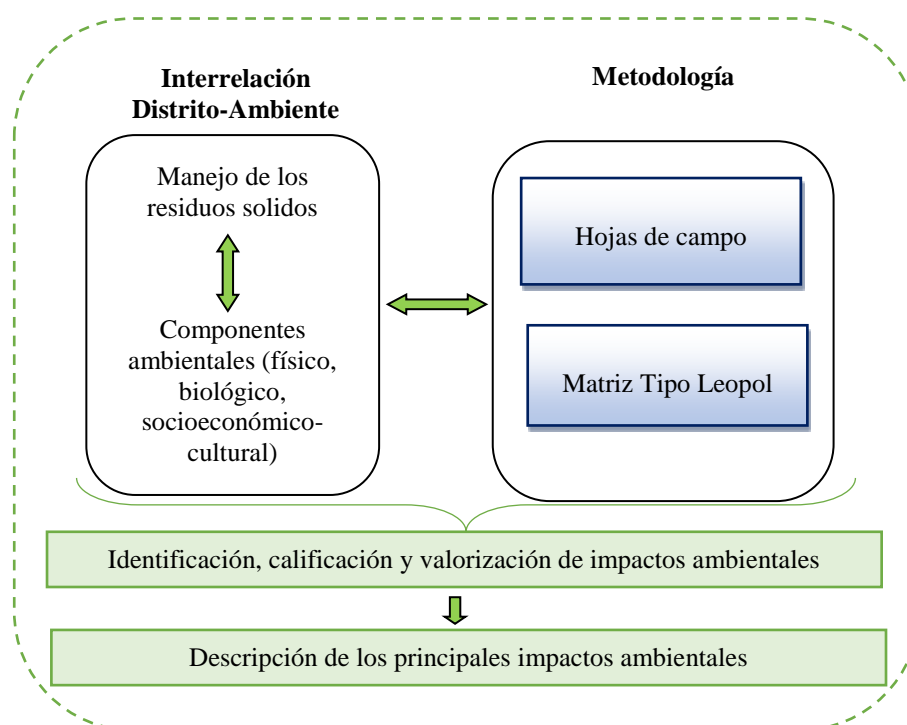 Interrelación
Distrito-Ambiente
Manejo de los
residuos solidos
Componentes
ambientales (físico,
biológico,
socioeconómico-
cultural)
Metodología
Hojas de campo
Matriz Tipo Leopol
Identificación, calificación y valorización de impactos ambientales
Descripción de los principales impactos ambientales